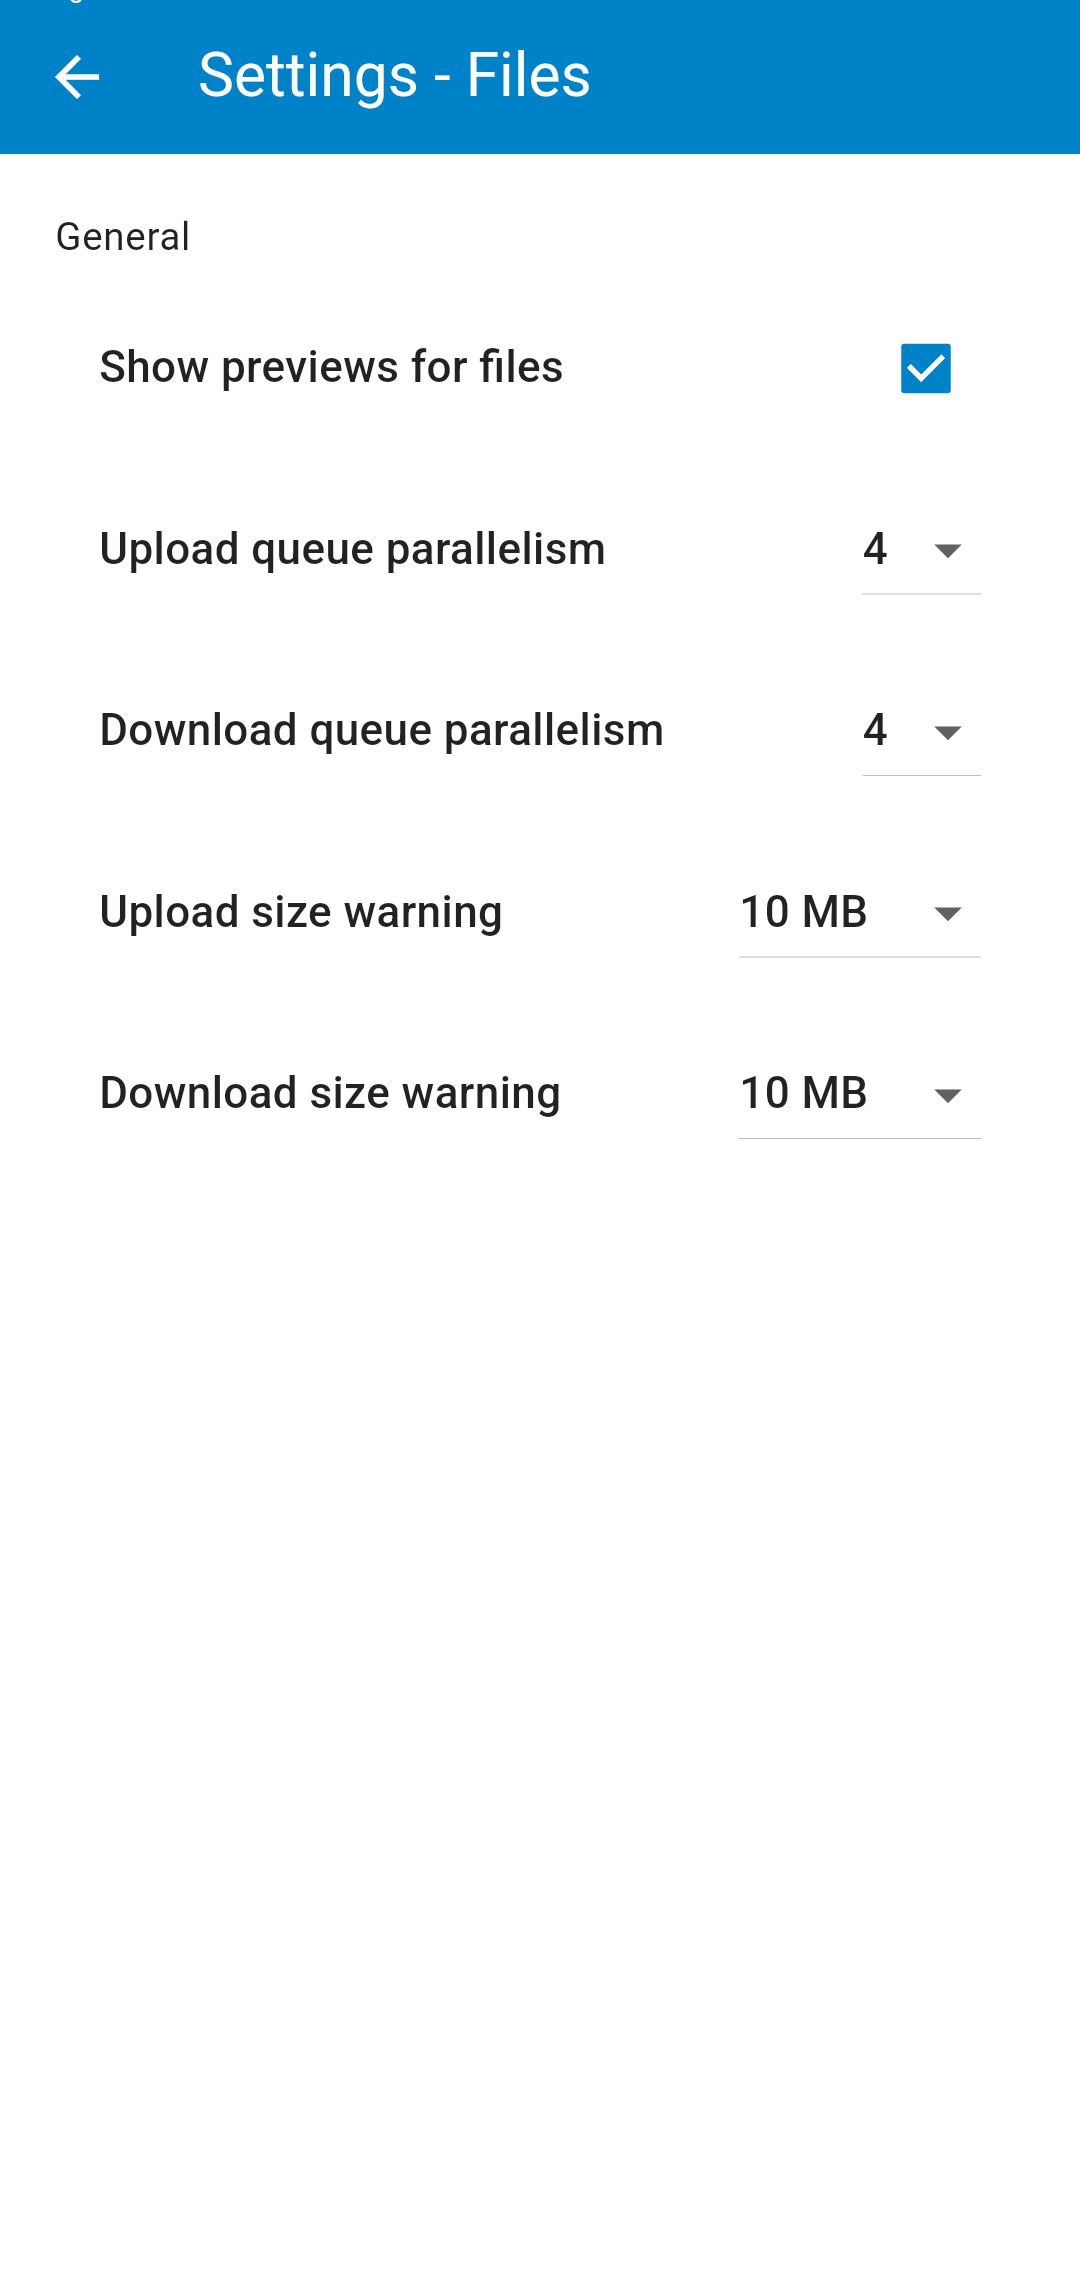 Settings - Files
General
Show previews for files
Upload queue parallelism 4
Download queue parallelism 4
Upload size warning 10 MB
Download size warning 10 MB